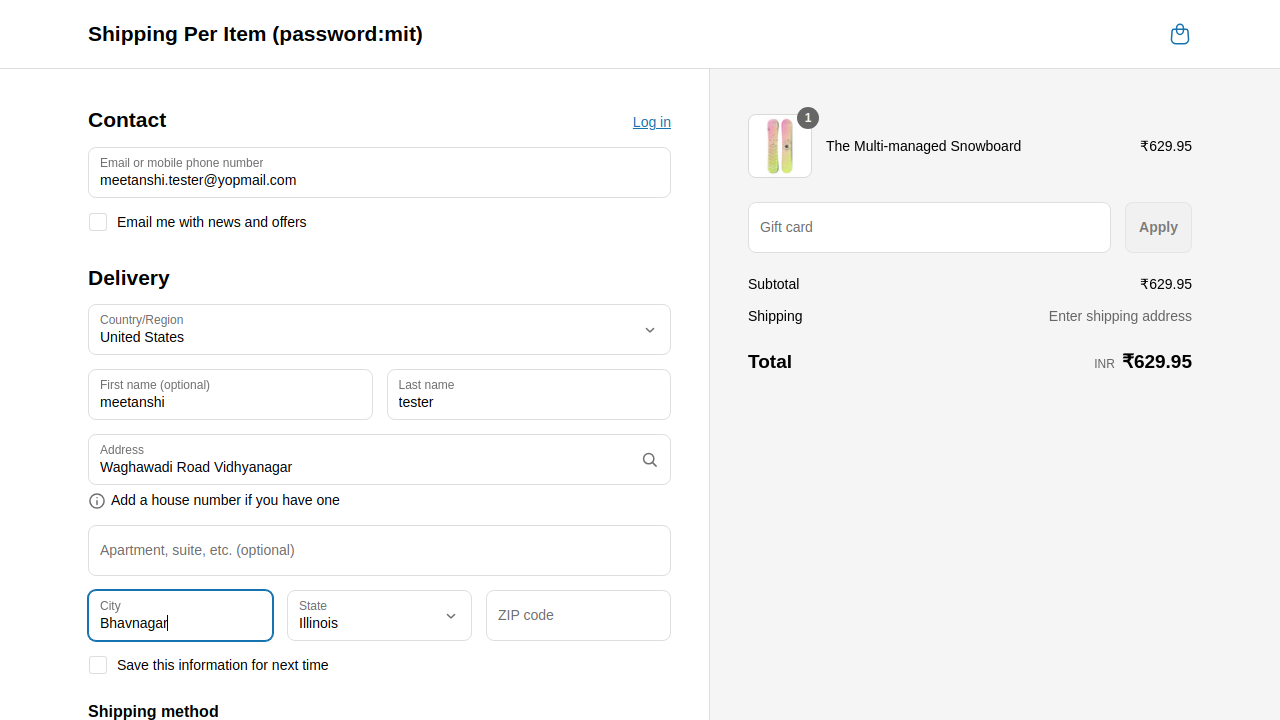 Shipping Per Item (password:mit)
Contact
Log in
Email or mobile phone number
meetanshi.tester@yopmail.com
Email me with news and offers
Delivery
Country/Region
United States
First name (optional)
meetanshi
Last name
tester
Address
Waghawadi Road Vidhyanagar
Add a house number if you have one
Apartment, suite, etc. (optional)
City
Bhavnagar
State
Illinois
ZIP code
Save this information for next time
Shipping method
1
The Multi-managed Snowboard ₹629.95
Gift card
Apply
Subtotal ₹629.95
Shipping Enter shipping address
Total INR ₹629.95